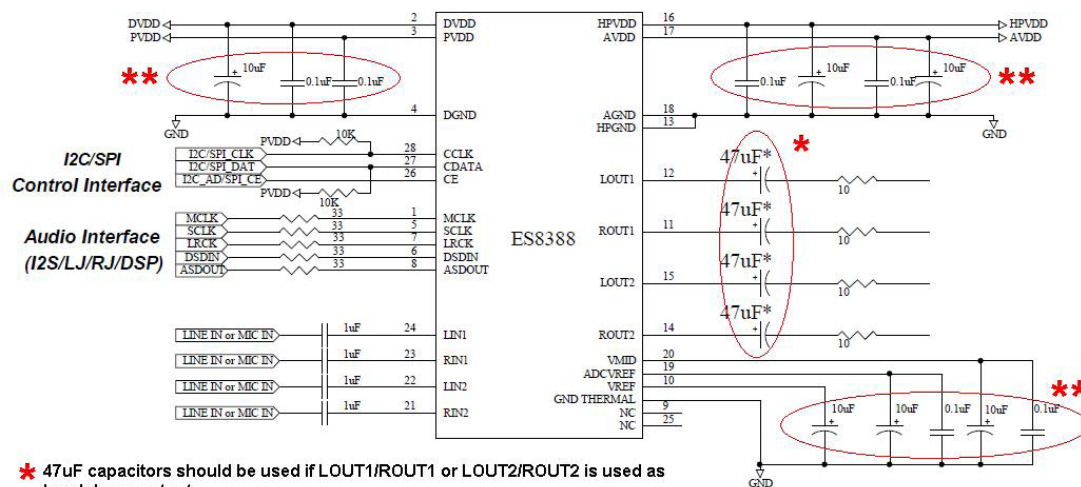 DVDD 2 DVDD HPVDD 16 HPVDD
PVDD 3 PVDD AVDD 17 AVDD
** + 10uF 0.1uF 0.1uF
0.1uF + 10uF 0.1uF + 10uF **
4 DGND AGND 18
HPGND 13
GND
GND
PVDD 10K
I2C/SPI
Control Interface
I2C/SPI_CLK 28 CCLK
I2C/SPI_DAT 27 CDATA
I2C_AD/SPI_CE 26 CE
PVDD
10K
Audio Interface
(I2S/LJ/RJ/DSP)
MCLK 33 1 MCLK
SCLK 33 5 SCLK
LRCK 33 7 LRCK
DSDIN 33 6 DSDIN
ASDOUT 33 8 ASDOUT
ES8388
*
47uF*
LOUT1 12 + 10
47uF*
ROUT1 11 + 10
47uF*
LOUT2 15 + 10
47uF*
ROUT2 14 + 10
LINE IN or MIC IN 1uF 24 LIN1
LINE IN or MIC IN 1uF 23 RIN1
LINE IN or MIC IN 1uF 22 LIN2
LINE IN or MIC IN 1uF 21 RIN2
VMID 20
ADCVREF 19
VREF 10
GND THERMAL
NC 9
NC 25
**
10uF 10uF 0.1uF 10uF 0.1uF
+ + +
GND
* 47uF capacitors should be used if LOUT1/ROUT1 or LOUT2/ROUT2 is used as